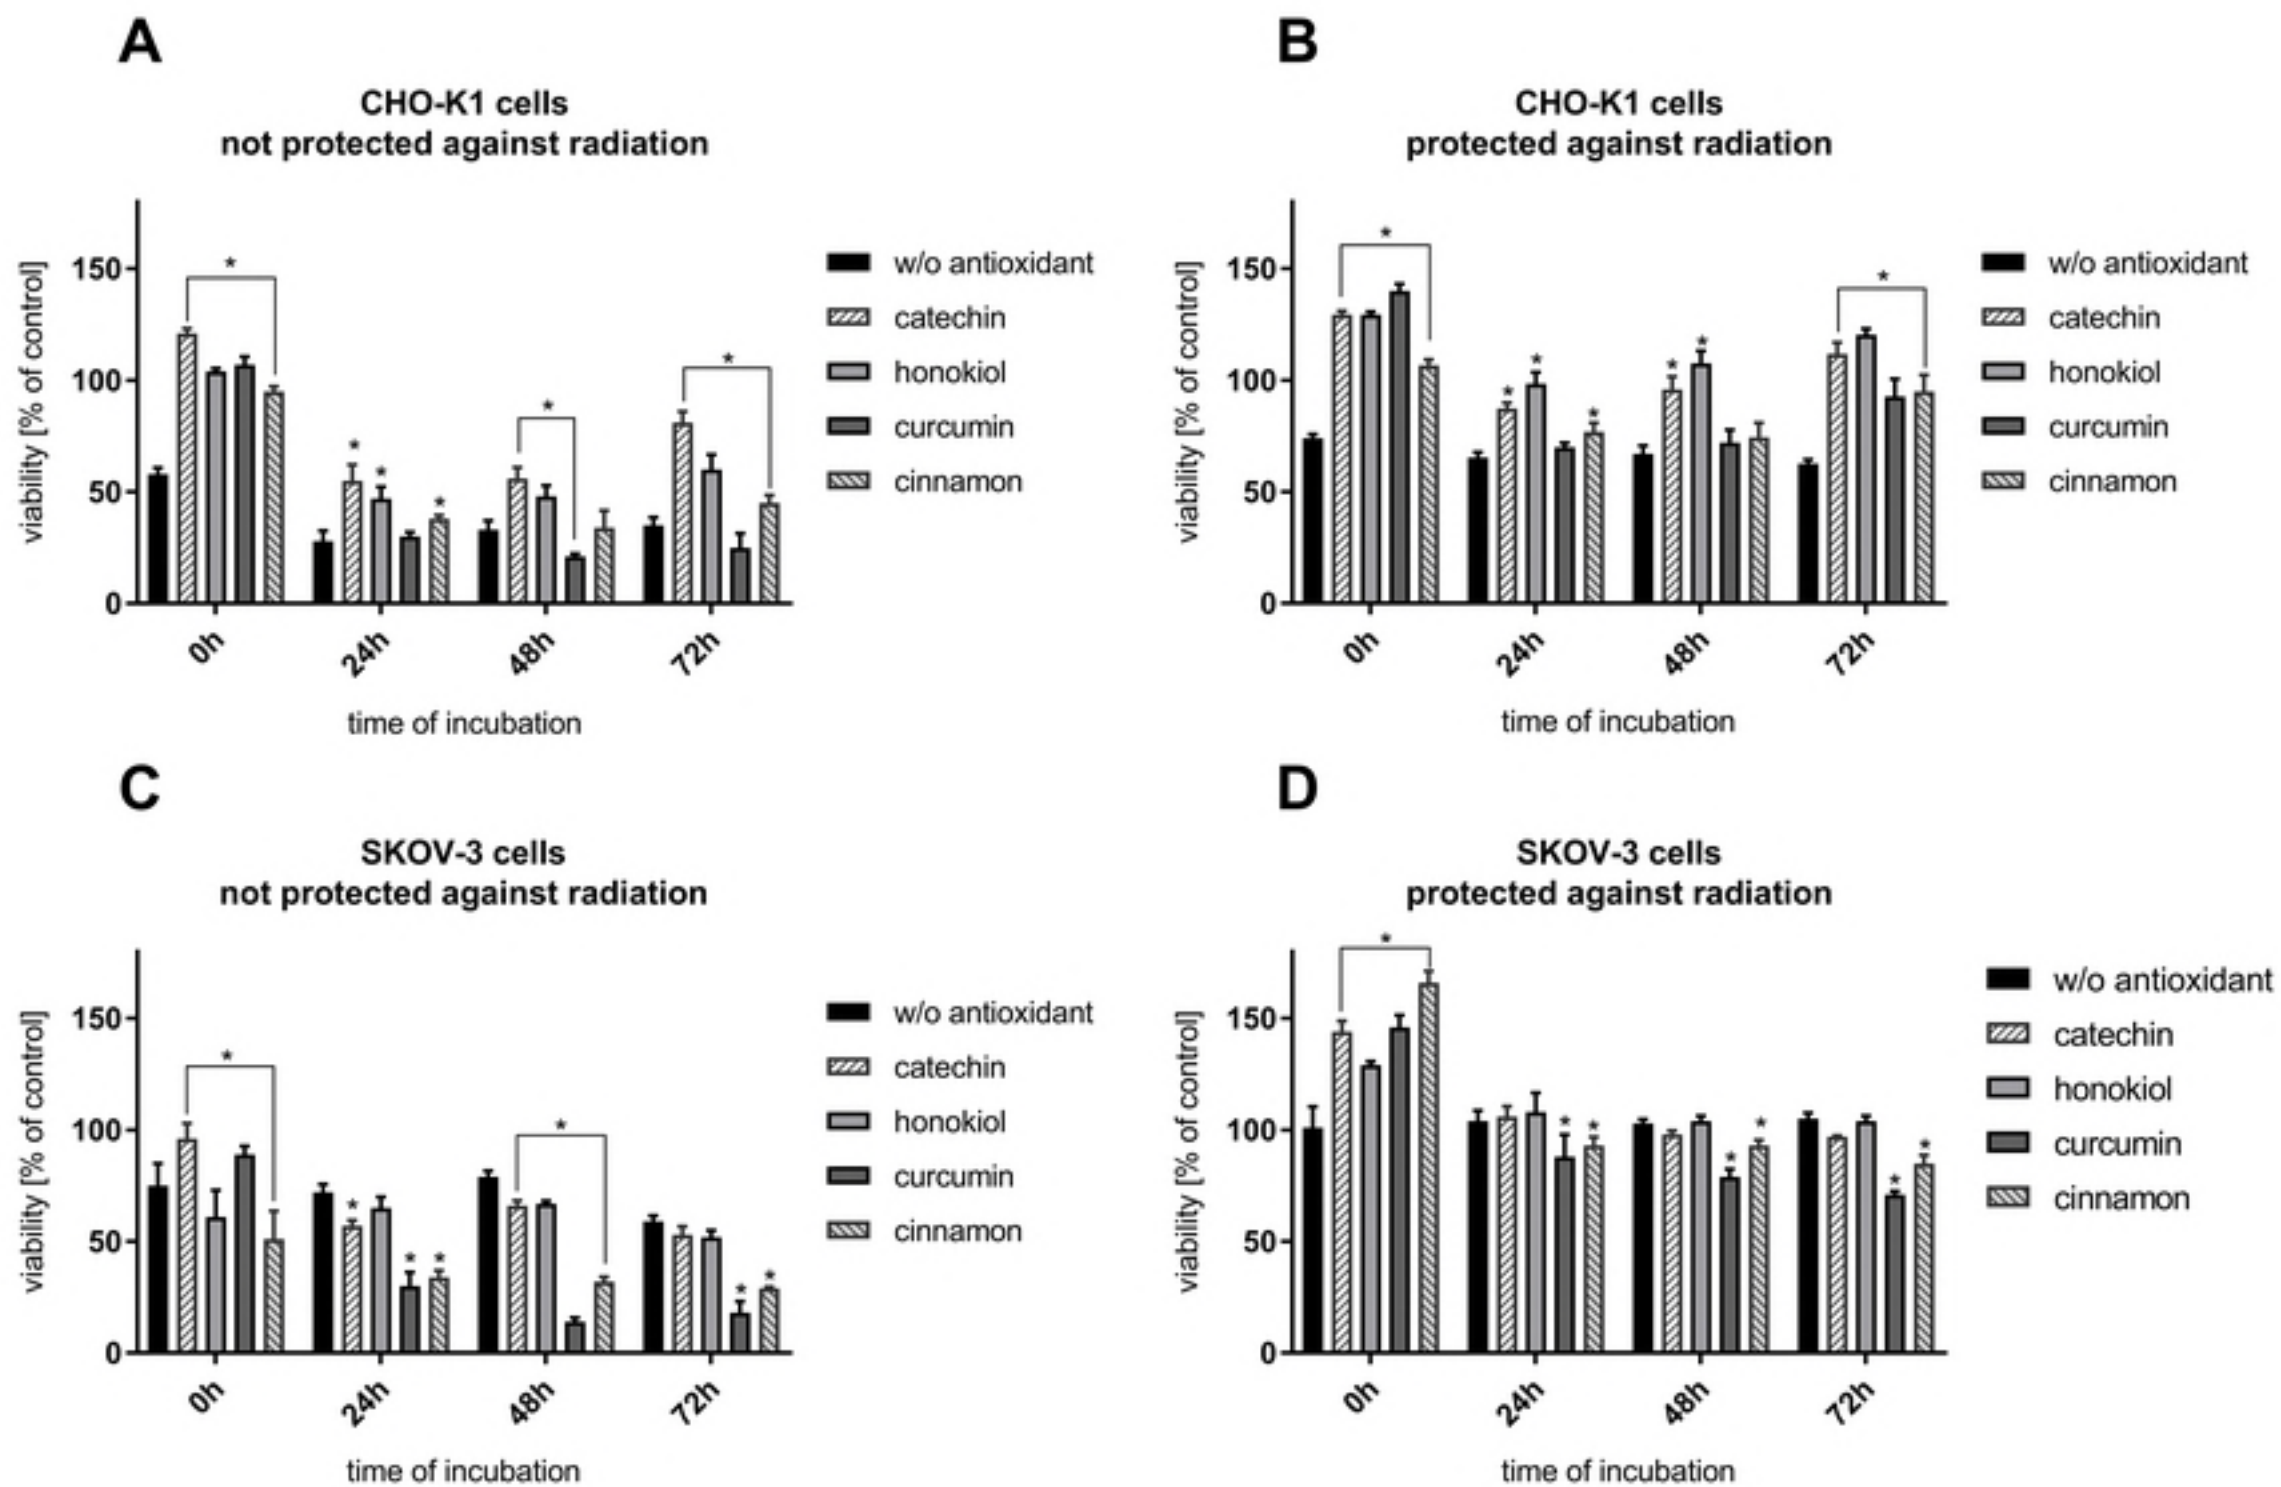 A
CHO-K1 cells
not protected against radiation
viability [% of control]
150
100
50
0
*
*
*
*
*
*
0h
24h
48h
72h
time of incubation
w/o antioxidant
catechin
honokiol
curcumin
cinnamon
B
CHO-K1 cells
protected against radiation
viability [% of control]
150
100
50
0
*
*
*
*
*
*
*
0h
24h
48h
72h
time of incubation
w/o antioxidant
catechin
honokiol
curcumin
cinnamon
C
SKOV-3 cells
not protected against radiation
viability [% of control]
150
100
50
0
*
*
*
*
*
*
*
0h
24h
48h
72h
time of incubation
w/o antioxidant
catechin
honokiol
curcumin
cinnamon
D
SKOV-3 cells
protected against radiation
viability [% of control]
150
100
50
0
*
*
*
*
*
*
*
0h
24h
48h
72h
time of incubation
w/o antioxidant
catechin
honokiol
curcumin
cinnamon